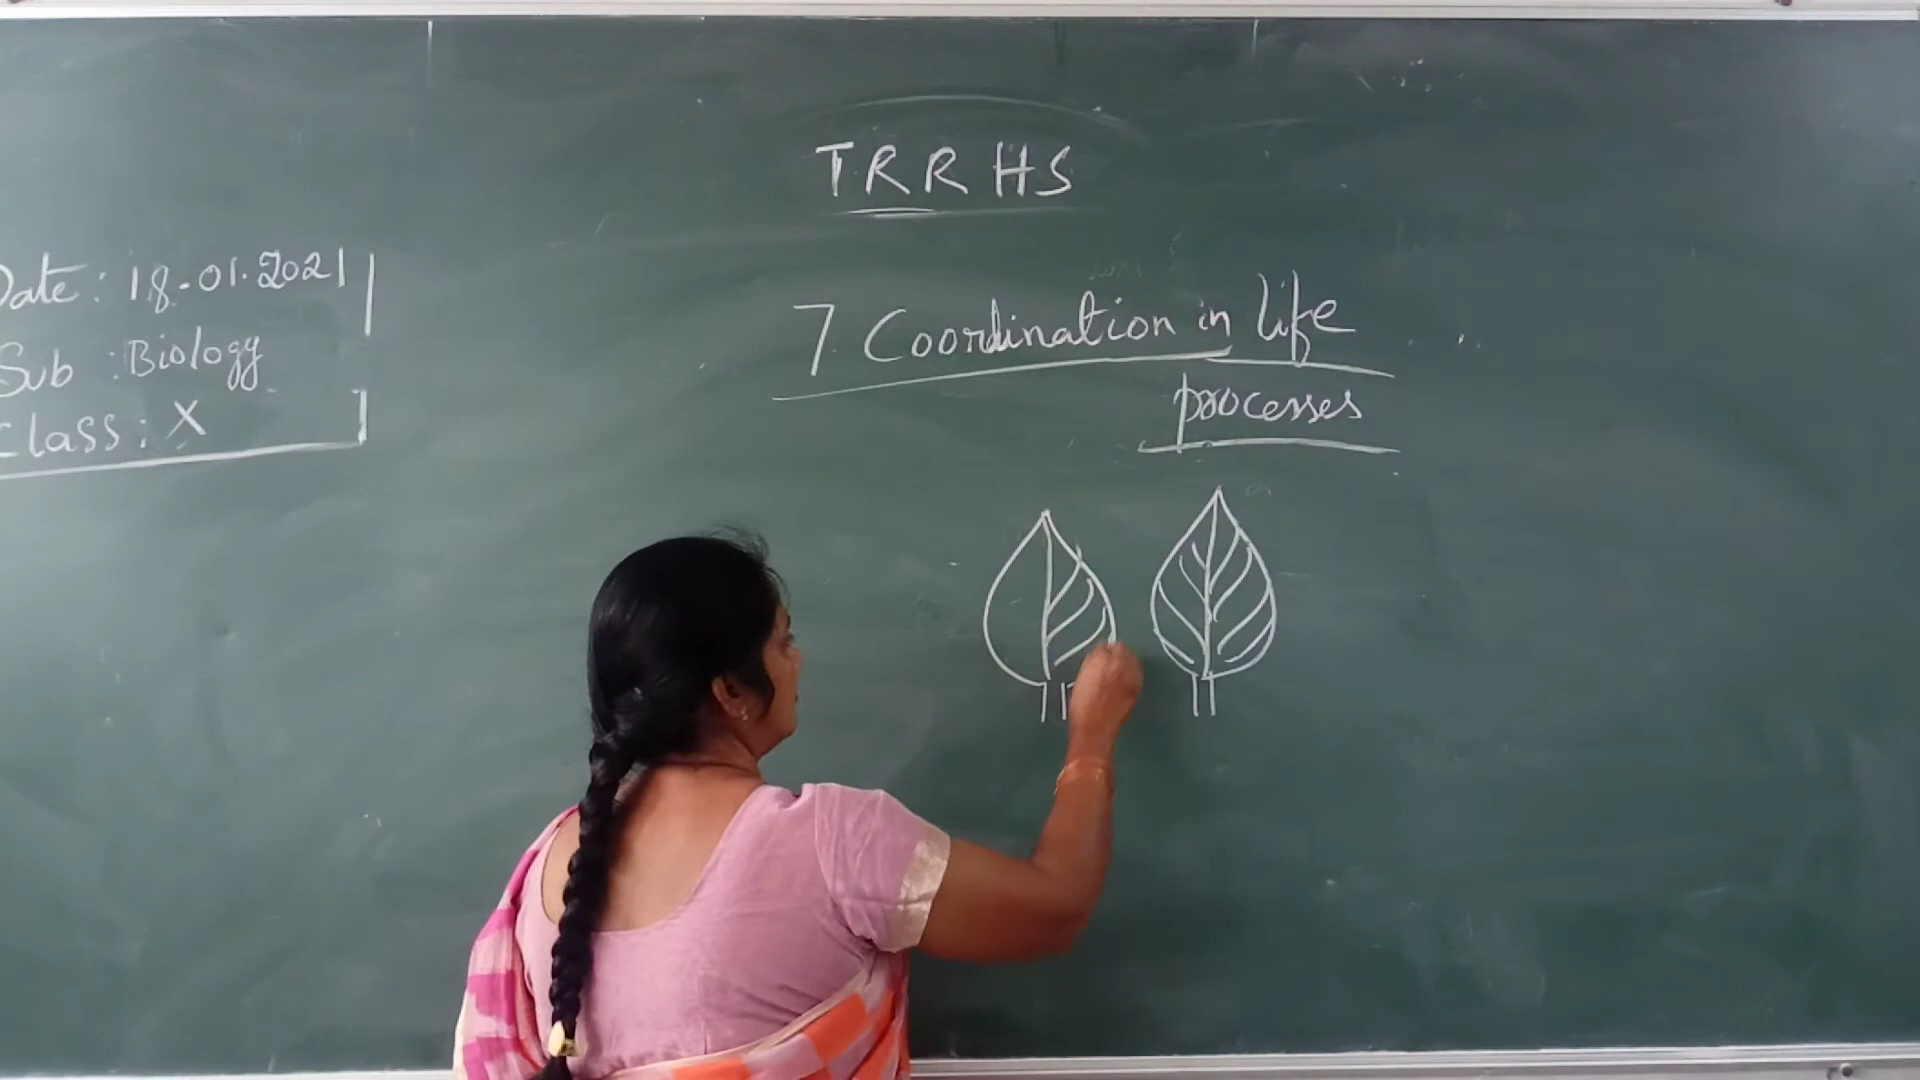 TRRHS
Date: 18-01-2021
Sub : Biology
Class: X
7 Coordination in life
processes